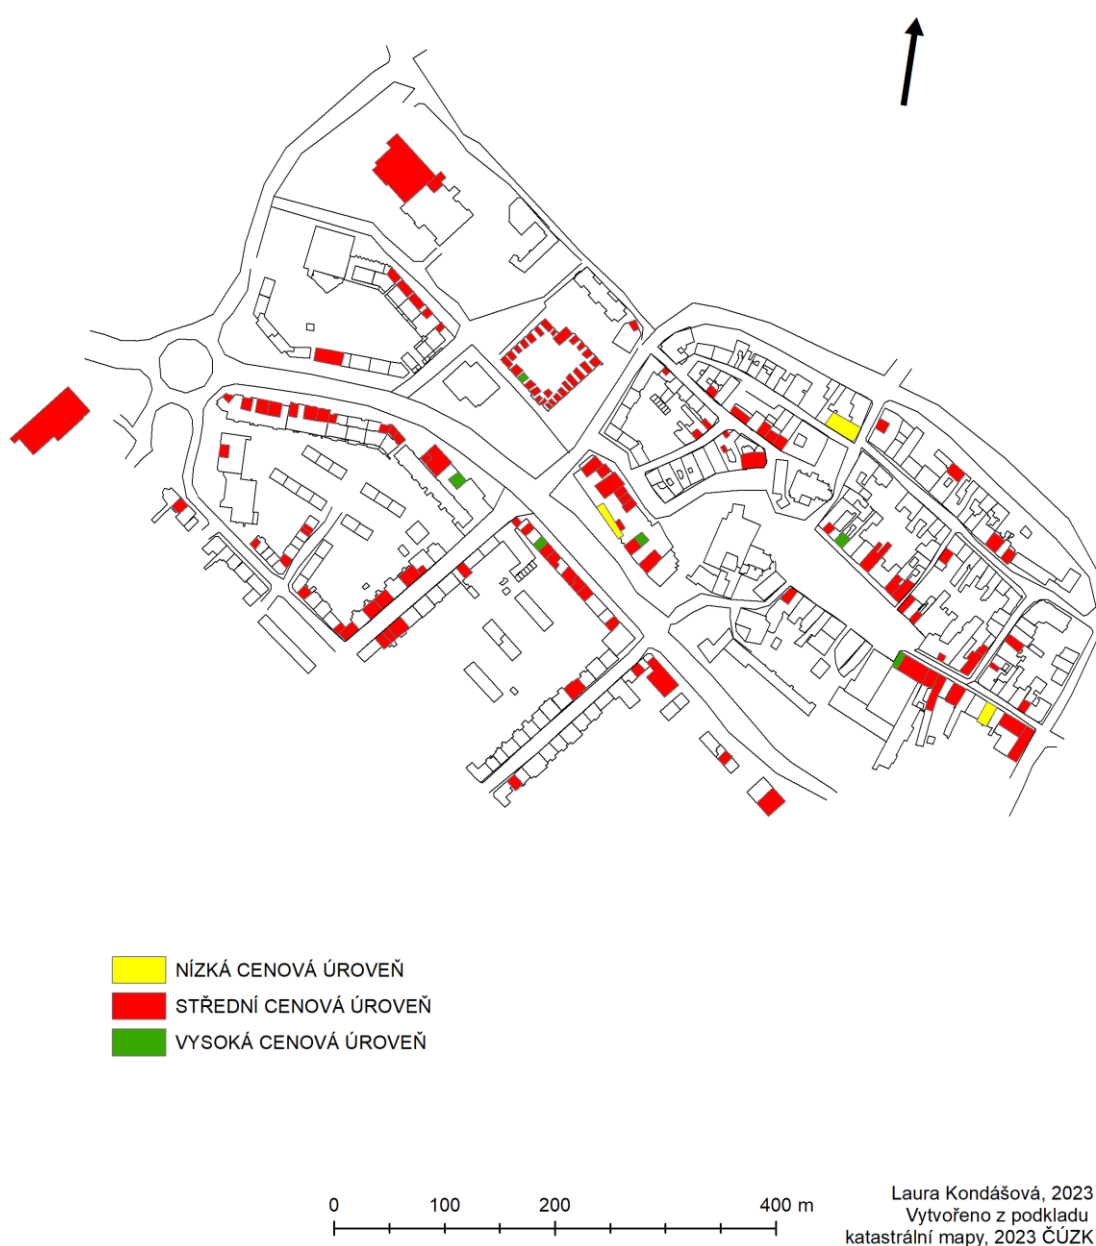 NÍZKÁ CENOVÁ ÚROVEŇ
STŘEDNÍ CENOVÁ ÚROVEŇ
VYSOKÁ CENOVÁ ÚROVEŇ
0 100 200 400 m
Laura Kondášová, 2023
Vytvořeno z podkladu
katastrální mapy, 2023 ČÚZK